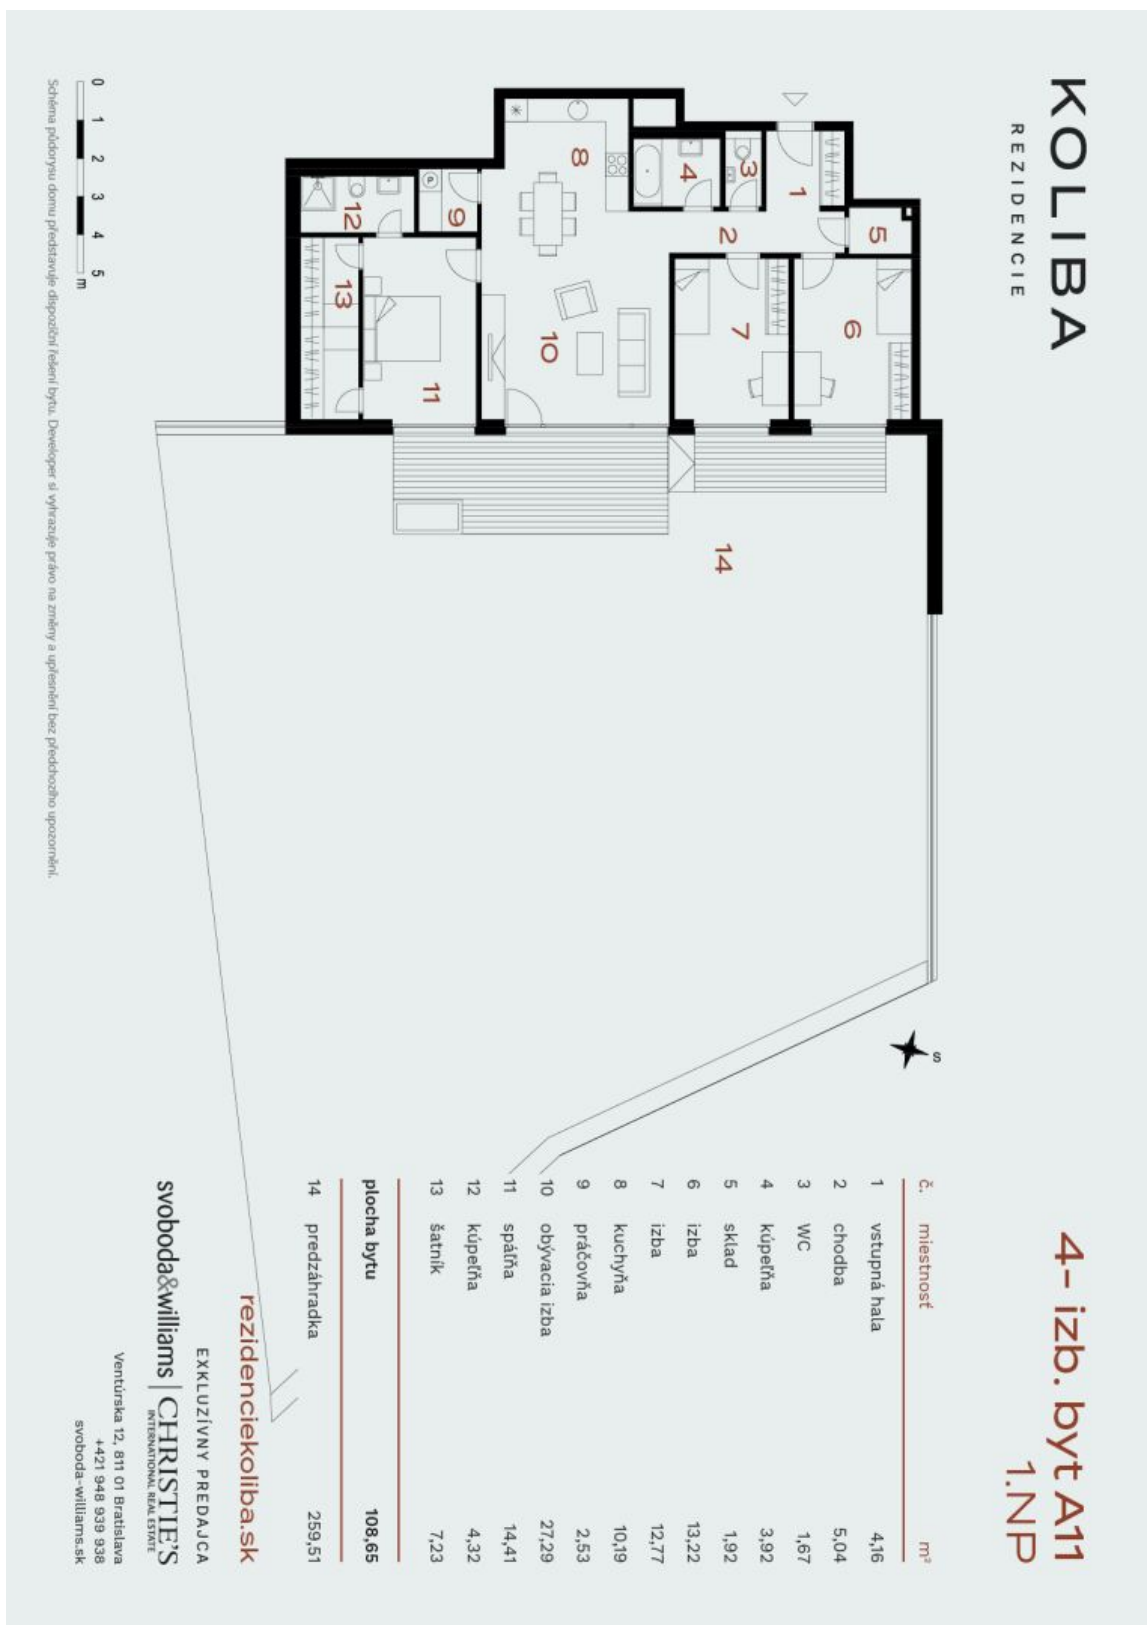 KOLIBA
REZIDENCIE
4- izb. byt A11
1.NP
č. miestnosť m²
1 vstupná hala 4,16
2 chodba 5,04
3 WC 1,67
4 kúpeľňa 3,92
5 sklad 1,92
6 izba 13,22
7 izba 12,77
8 kuchyňa 10,19
9 práčovňa 2,53
10 obývacia izba 27,29
11 spáľňa 14,41
12 kúpeľňa 4,32
13 šatník 7,23
plocha bytu 108,65
14 predzáhradka 259,51
1
2
3
4
5
6
7
8
9
10
11
12
13
14
S
rezidenciekoliba.sk
EXKLUZÍVNY PREDAJCA
svoboda&williams | CHRISTIE'S
INTERNATIONAL REAL ESTATE
Ventúrska 12, 811 01 Bratislava
+421 948 939 938
svoboda-williams.sk
0 1 2 3 4 5 m
Schéma půdorysu domu představuje dispoziční řešení bytu. Developer si vyhrazuje právo na změny a upřesnění bez předchozího upozornění.